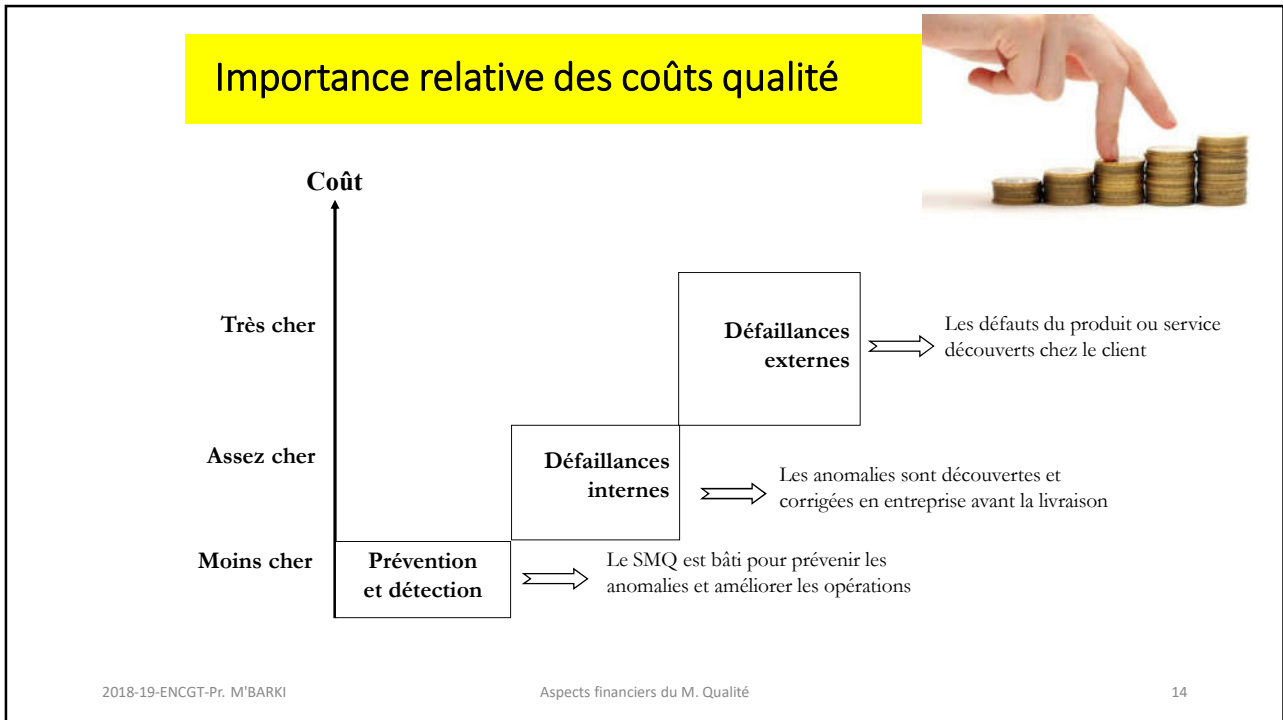 Importance relative des coûts qualité
Coût
Très cher
Défaillances
externes
Les défauts du produit ou service
découverts chez le client
Assez cher
Défaillances
internes
Les anomalies sont découvertes et
corrigées en entreprise avant la livraison
Moins cher
Prévention
et détection
Le SMQ est bâti pour prévenir les
anomalies et améliorer les opérations
2018-19-ENCGT-Pr. M'BARKI
Aspects financiers du M. Qualité
14